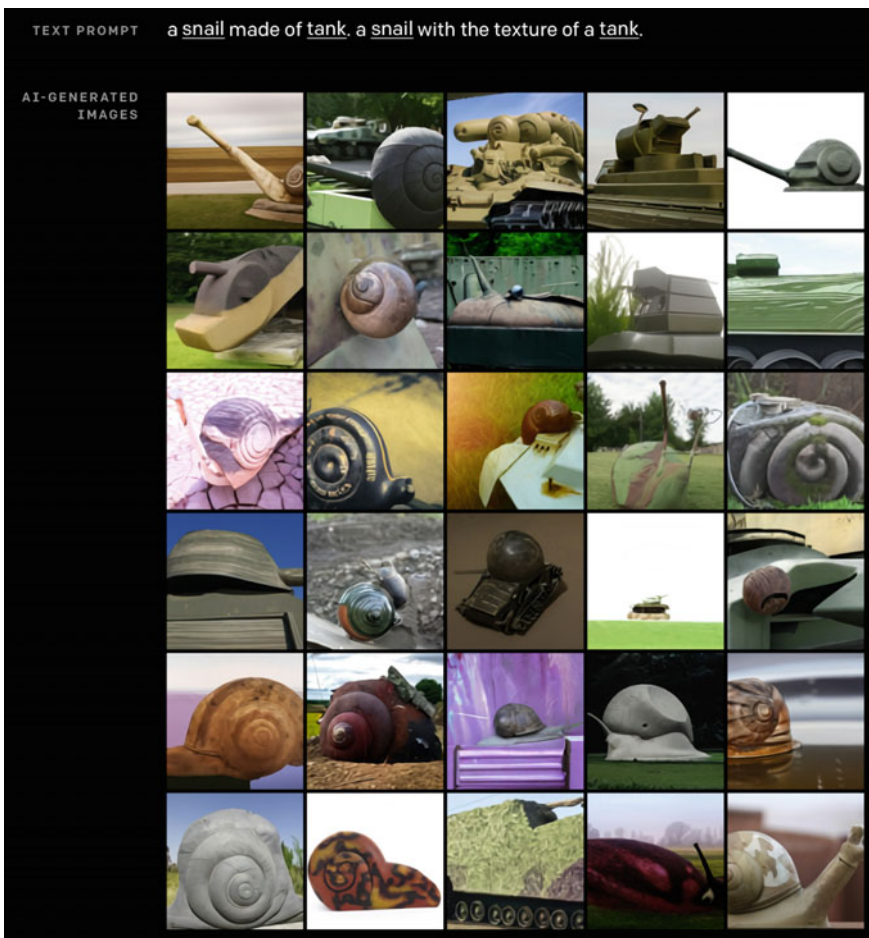 TEXT PROMPT
a snail made of tank. a snail with the texture of a tank.
AI-GENERATED
IMAGES